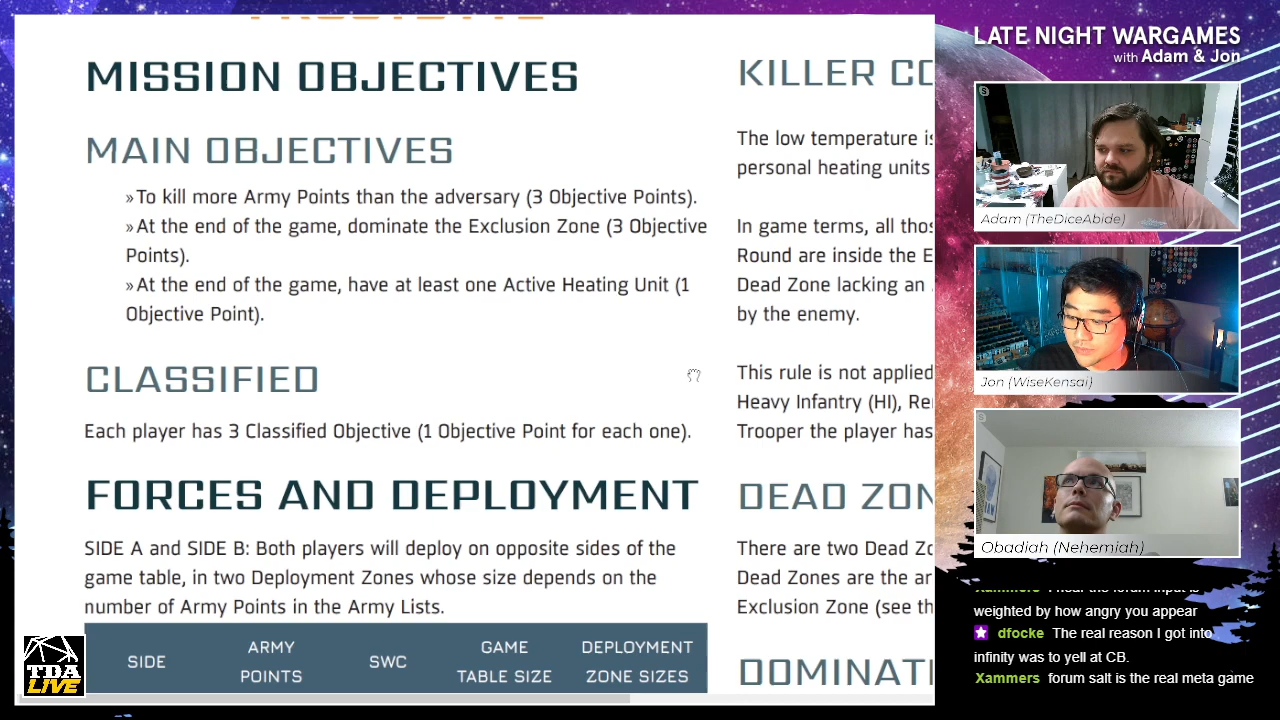 MISSION OBJECTIVES
MAIN OBJECTIVES
»To kill more Army Points than the adversary (3 Objective Points).
»At the end of the game, dominate the Exclusion Zone (3 Objective
Points).
»At the end of the game, have at least one Active Heating Unit (1
Objective Point).
CLASSIFIED
Each player has 3 Classified Objective (1 Objective Point for each one).
FORCES AND DEPLOYMENT
SIDE A and SIDE B: Both players will deploy on opposite sides of the
game table, in two Deployment Zones whose size depends on the
number of Army Points in the Army Lists.
SIDE
ARMY
POINTS
SWC
GAME
TABLE SIZE
DEPLOYMENT
ZONE SIZES
KILLER
The low temperature
personal heating units
In game terms, all
Round are inside the
Dead Zone lacking an
by the enemy.
This rule is not applied
Heavy Infantry (HI),
Trooper the player has
DEAD
There are two Dead
Dead Zones are the
Exclusion Zone (see
LATE NIGHT WARGAMES
with Adam & Jon
Adam (TheDiceAbide)
Jon (WiseKensai)
Obadiah (Nehemiah)
Xammers I hear the forum input is
weighted by how angry you appear
dfocke The real reason I got into
infinity was to yell at CB.
Xammers forum salt is the real meta game
TDA
LIVE